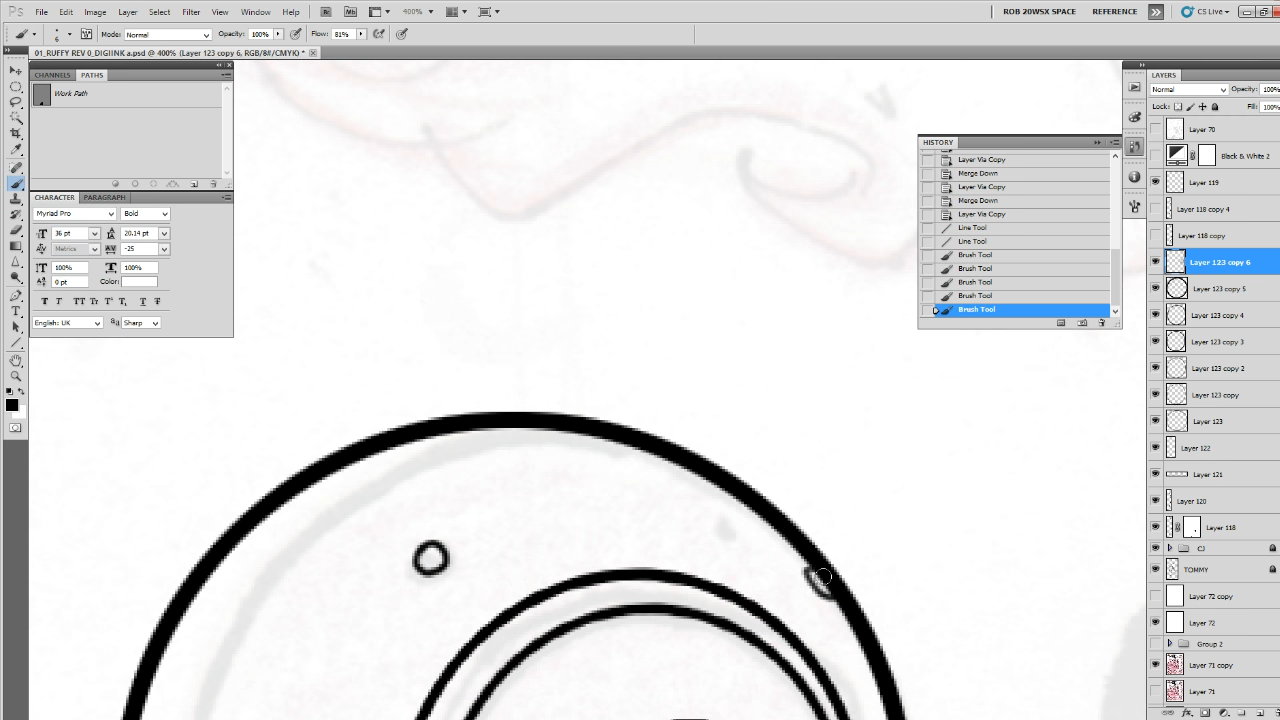 Ps File Edit Image Layer Select Filter View Window Help Br Mb 400% ROB 20WSX SPACE REFERENCE CS Live
6 Mode: Normal Opacity: 100% Flow: 81%
01_RUFFY REV 0_DIGIINK a.psd @ 400% (Layer 123 copy 6, RGB/8#/CMYK) *
CHANNELS PATHS
Work Path
CHARACTER PARAGRAPH
Myriad Pro Bold
36 pt 20.14 pt
Metrics -25
100% 100%
0 pt Color:
English: UK Sharp
HISTORY
Layer Via Copy
Merge Down
Layer Via Copy
Merge Down
Layer Via Copy
Line Tool
Line Tool
Brush Tool
Brush Tool
Brush Tool
Brush Tool
Brush Tool
LAYERS
Normal Opacity: 100%
Lock: Fill: 100%
Layer 70
Black & White 2
Layer 119
Layer 118 copy 4
Layer 118 copy
Layer 123 copy 6
Layer 123 copy 5
Layer 123 copy 4
Layer 123 copy 3
Layer 123 copy 2
Layer 123 copy
Layer 123
Layer 122
Layer 121
Layer 120
Layer 118
CJ
TOMMY
Layer 72 copy
Layer 72
Group 2
Layer 71 copy
Layer 71